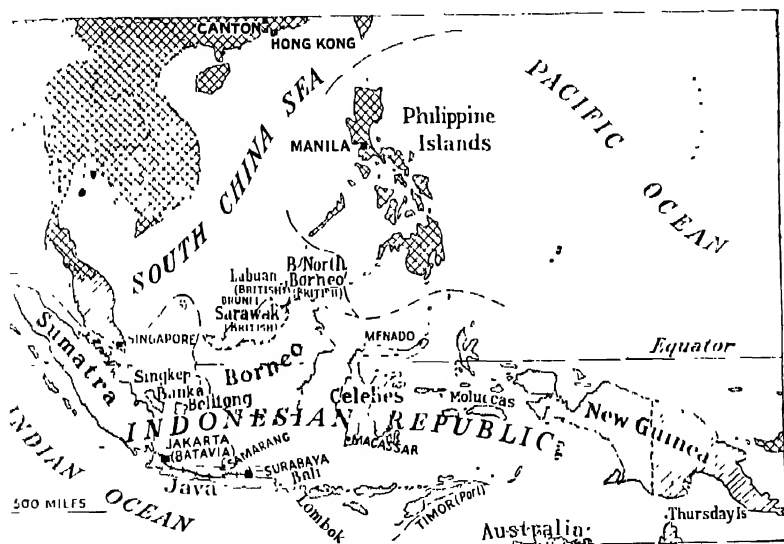 CANTON
HONG KONG
PACIFIC OCEAN
SOUTH CHINA SEA
Philippine
Islands
MANILA
Labuan
(BRITISH)
BRUNEI
Sarawak
(BRITISH)
B/North
Borneo
SINGAPORE
MENADO
Equator
Sumatra
Singkep
Banka
Billitong
Borneo
Celebes
Moluccas
New Guinea
INDONESIAN REPUBLIC
MACASSAR
JAKARTA
(BATAVIA)
SAMARANG
SURABAYA
Bali
Java
INDIAN OCEAN
500 MILES
Lombok
TIMOR (Port)
Australia
Thursday Is